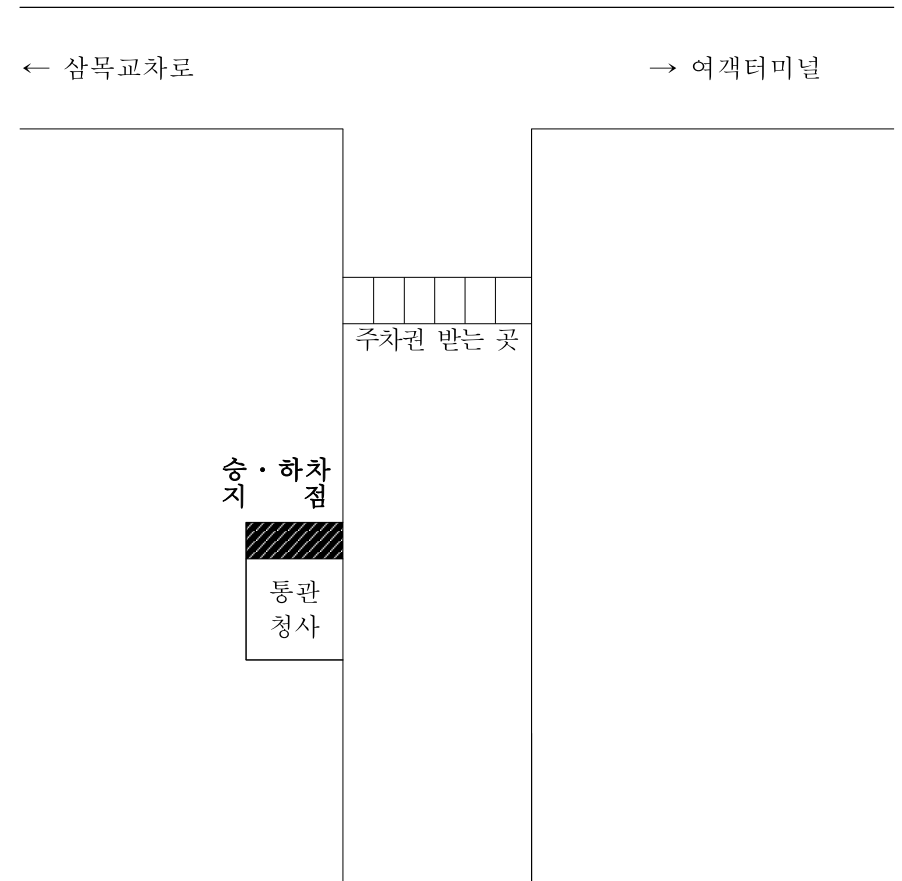 ← 삼목교차로
→ 여객터미널
주차권 받는 곳
승·하차
지 점
통관
청사